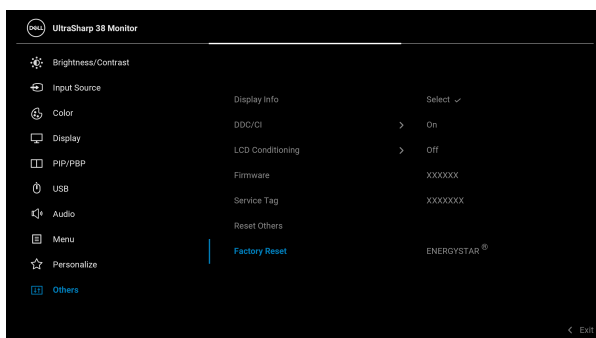 DELL UltraSharp 38 Monitor
Brightness/Contrast
Input Source
Color
Display
PIP/PBP
USB
Audio
Menu
Personalize
Others
Display Info Select ✓
DDC/CI > On
LCD Conditioning > Off
Firmware XXXXXX
Service Tag XXXXXXX
Reset Others
Factory Reset ENERGYSTAR ®
< Exit